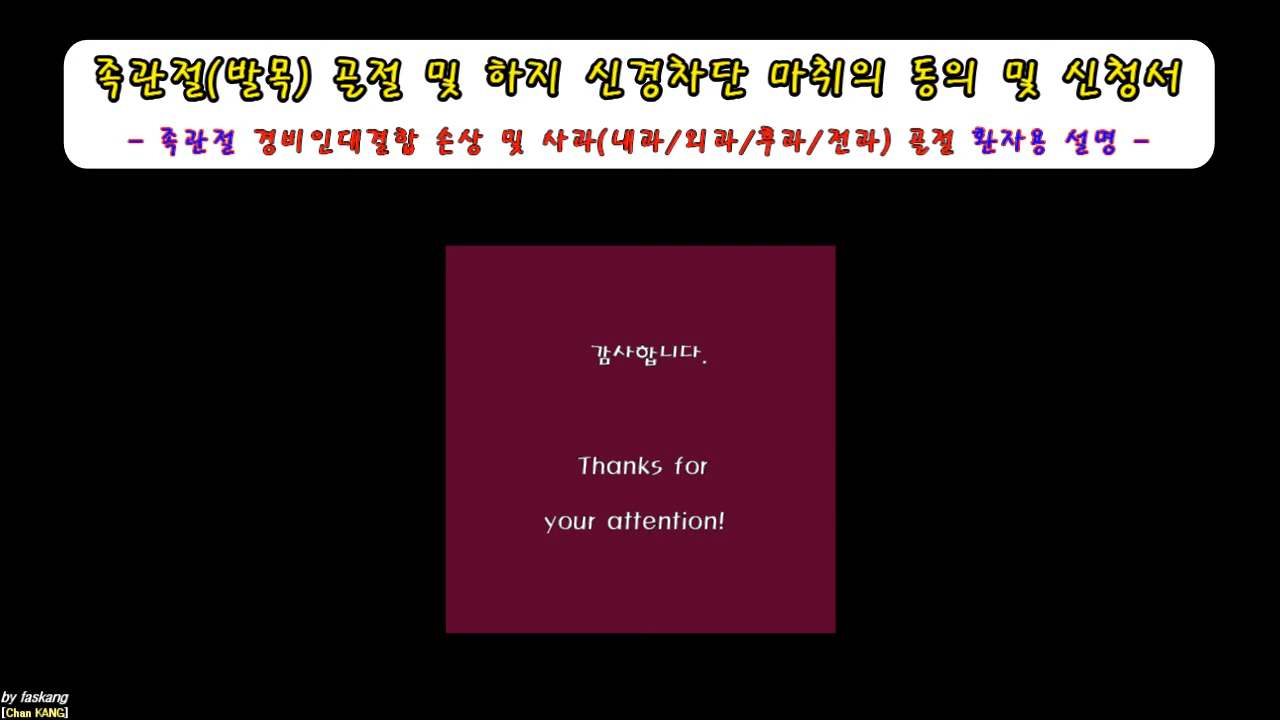 족관절(발목) 골절 및 하지 신경차단 마취의 동의 및 신청서
- 족관절 경비인대결합 손상 및 사과(내과/외과/후과/전과) 골절 환자용 설명 -
감사합니다.
Thanks for
your attention!
by faskang
[Chan KANG]